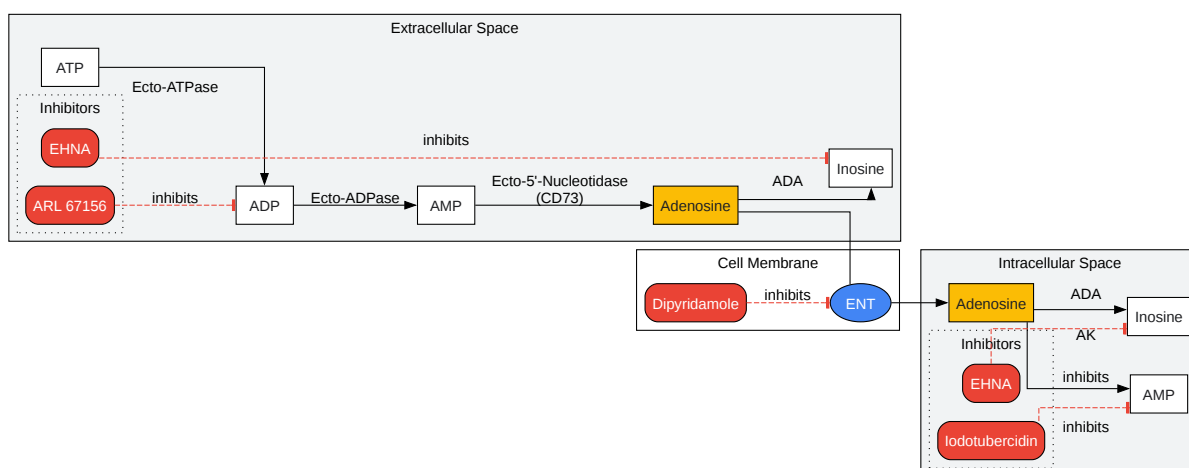 Extracellular Space
ATP
Ecto-ATPase
Inhibitors
EHNA
inhibits
Inosine
ARL 67156
inhibits
ADP
Ecto-ADPase
AMP
Ecto-5'-Nucleotidase
(CD73)
Adenosine
ADA
Cell Membrane
Dipyridamole
inhibits
ENT
Intracellular Space
Adenosine
ADA
Inosine
AK
Inhibitors
EHNA
inhibits
AMP
Iodotubercidin
inhibits